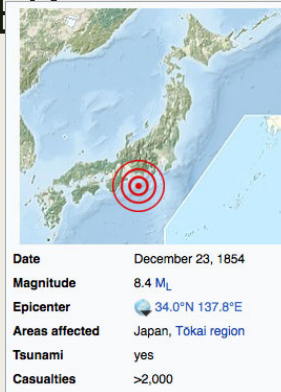 Date December 23, 1854
Magnitude 8.4 ML
Epicenter 34.0°N 137.8°E
Areas affected Japan, Tōkai region
Tsunami yes
Casualties >2,000